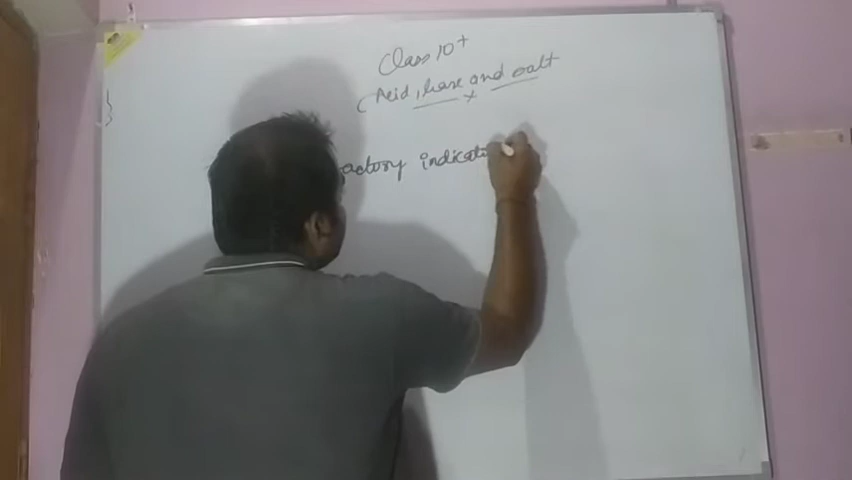 Class 10+
Acid, base and salt
actory indicat